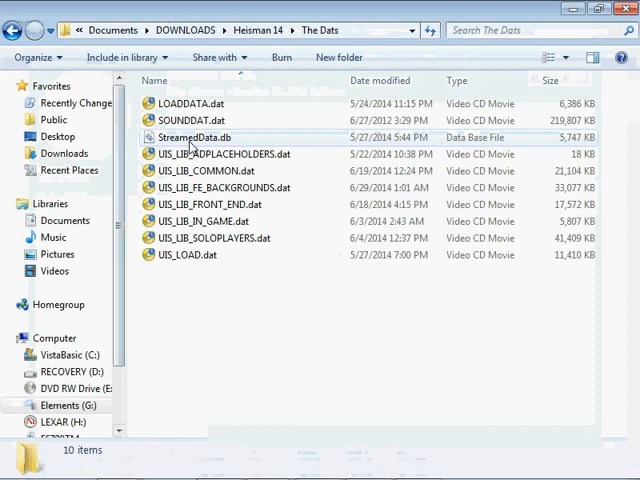 « Documents ▸ DOWNLOADS ▸ Heisman 14 ▸ The Dats
Search The Dats
Organize Include in library Share with Burn New folder
Name Date modified Type Size
Favorites
Recently Change
Public
Desktop
Downloads
Recent Places
Libraries
Documents
Music
Pictures
Videos
Homegroup
Computer
VistaBasic (C:)
RECOVERY (D:)
DVD RW Drive (E:
Elements (G:)
LEXAR (H:)
LOADDATA.dat 5/24/2014 11:15 PM Video CD Movie 6,386 KB
SOUNDDAT.dat 6/27/2012 3:29 PM Video CD Movie 219,807 KB
StreamedData.db 5/27/2014 5:44 PM Data Base File 5,747 KB
UIS_LIB_ADPLACEHOLDERS.dat 5/22/2014 10:38 PM Video CD Movie 18 KB
UIS_LIB_COMMON.dat 6/19/2014 12:24 PM Video CD Movie 21,104 KB
UIS_LIB_FE_BACKGROUNDS.dat 6/29/2014 1:01 AM Video CD Movie 33,077 KB
UIS_LIB_FRONT_END.dat 6/18/2014 4:15 PM Video CD Movie 17,572 KB
UIS_LIB_IN_GAME.dat 6/3/2014 2:43 AM Video CD Movie 5,807 KB
UIS_LIB_SOLOPLAYERS.dat 6/4/2014 12:37 PM Video CD Movie 41,409 KB
UIS_LOAD.dat 5/27/2014 7:00 PM Video CD Movie 11,410 KB
10 items